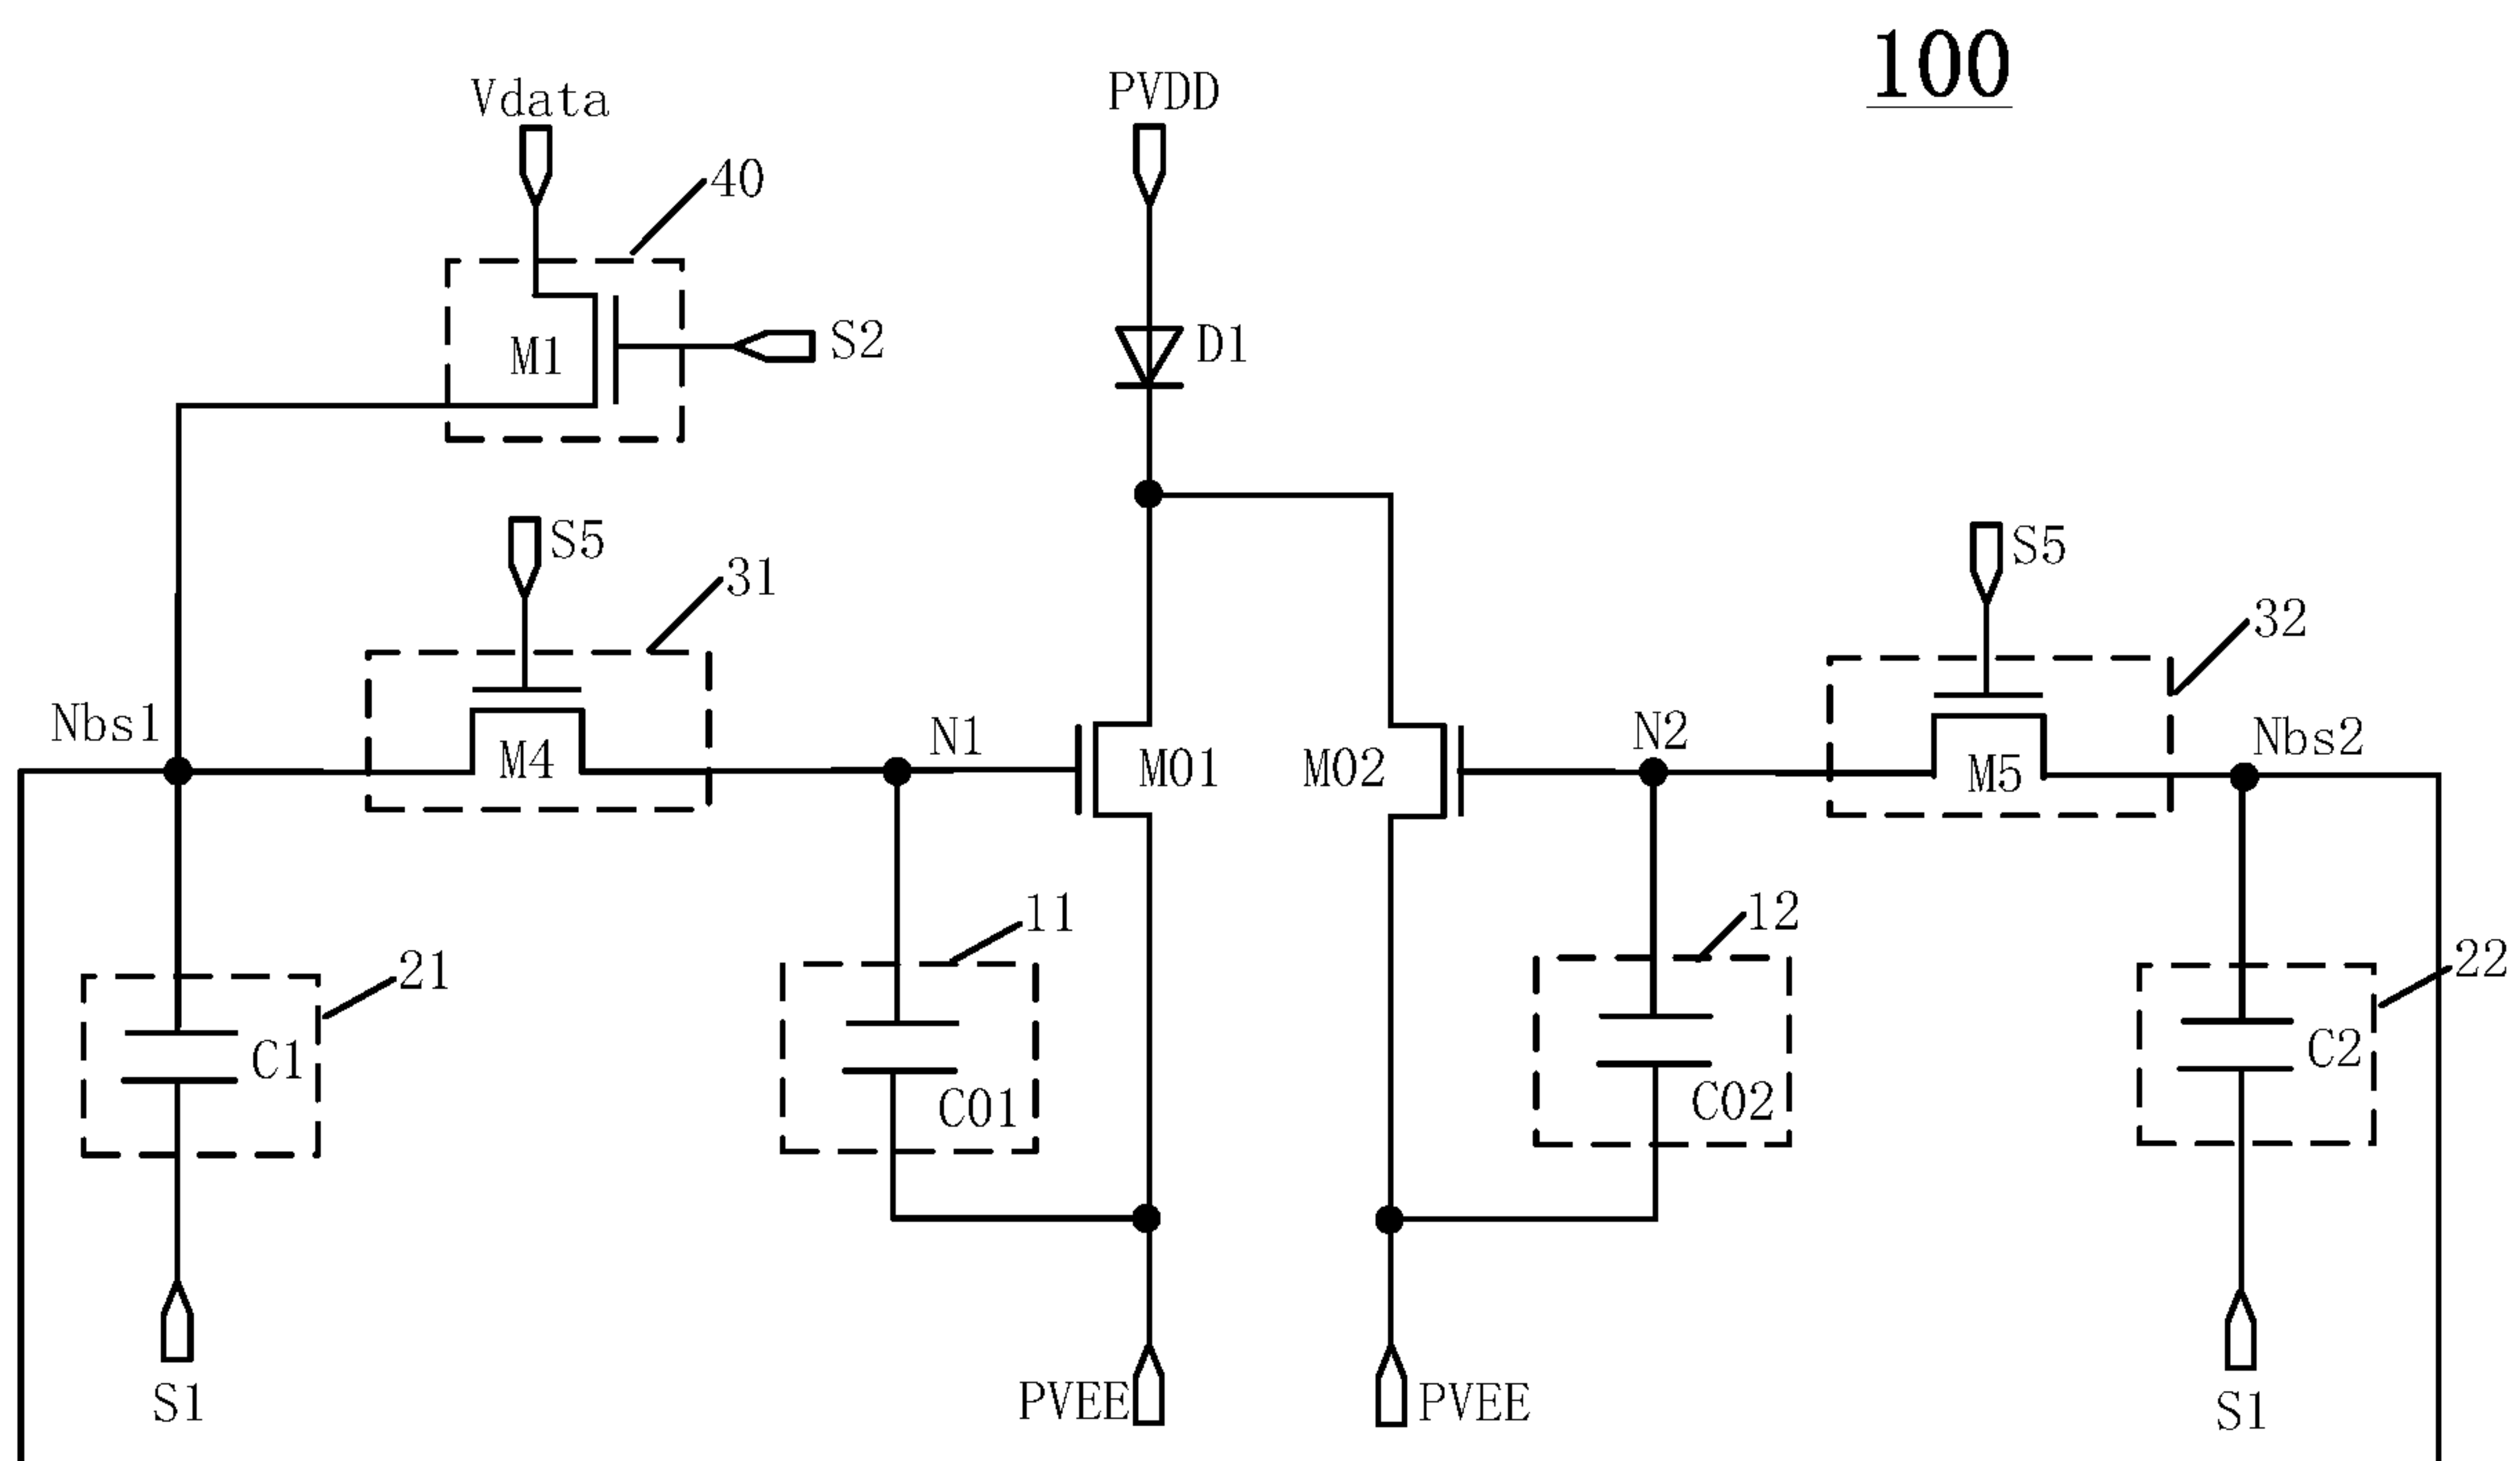 100
Vdata
PVDD
40
M1
S2
D1
S5
S5
31
32
Nbs1
M4
N1
M01
M02
N2
M5
Nbs2
11
12
21
22
C1
C01
C02
C2
S1
PVEE
PVEE
S1